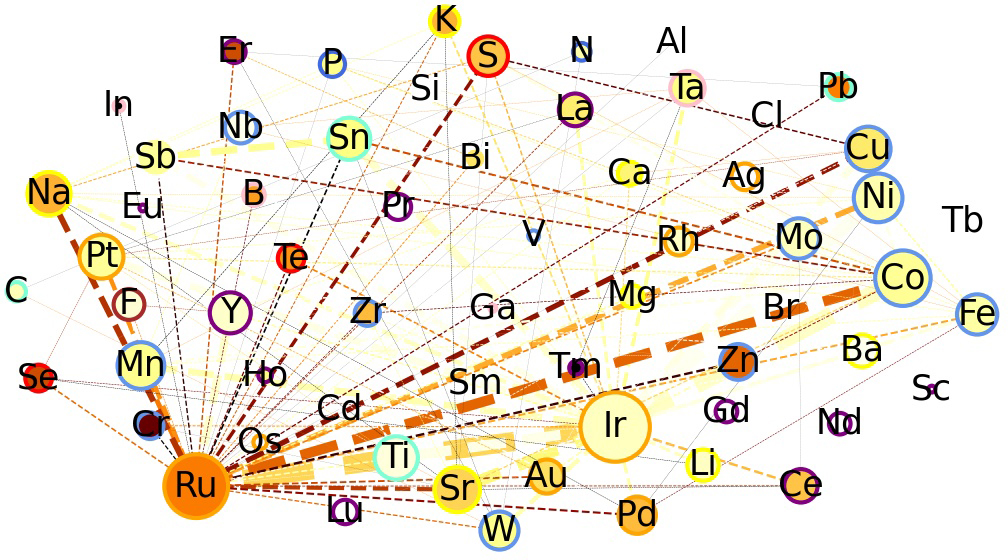 K
S
Er
P
N
Al
Si
Ta
Pb
In
La
Cl
Nb
Sn
Sb
Bi
Cu
Ca
Ag
Na
Eu
B
Pr
Ni
Tb
V
Rh
Mo
Pt
Te
Co
C
F
Y
Zr
Ga
Mg
Br
Fe
Mn
Ho
Tm
Zn
Ba
Se
Sm
Sc
Cd
Cr
Os
Ir
Gd
Nd
Ti
Li
Ru
Sr
Au
Ce
Lu
W
Pd